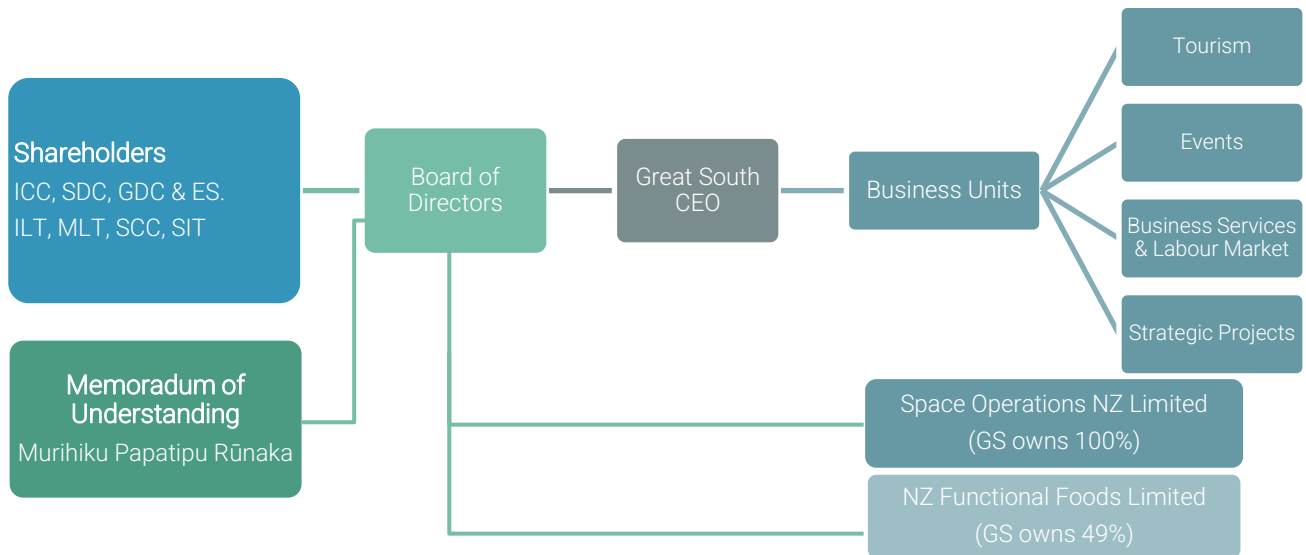 Shareholders
ICC, SDC, GDC & ES.
ILT, MLT, SCC, SIT
Memoradum of
Understanding
Murihiku Papatipu Rūnaka
Board of
Directors
Great South
CEO
Business Units
Tourism
Events
Business Services
& Labour Market
Strategic Projects
Space Operations NZ Limited
(GS owns 100%)
NZ Functional Foods Limited
(GS owns 49%)